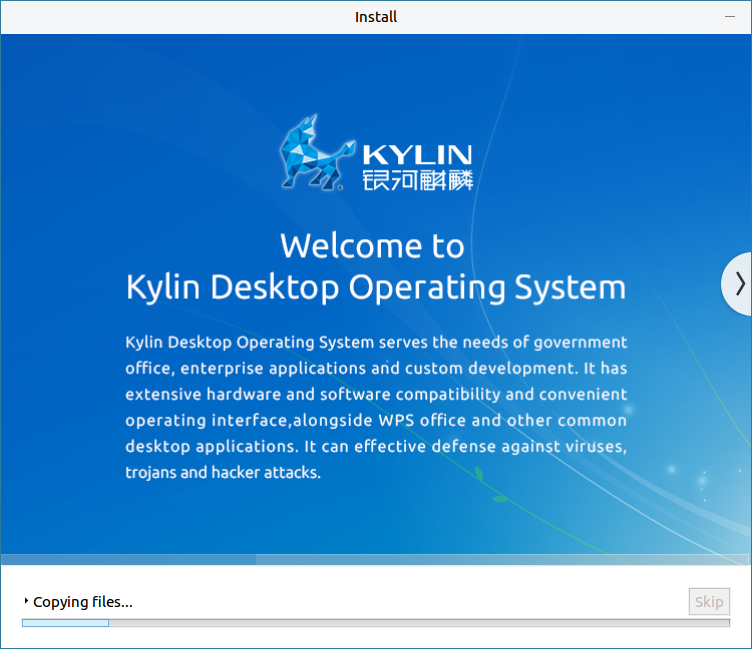 Install
KYLIN
银河麒麟
Welcome to
Kylin Desktop Operating System
Kylin Desktop Operating System serves the needs of government
office, enterprise applications and custom development. It has
extensive hardware and software compatibility and convenient
operating interface,alongside WPS office and other common
desktop applications. It can effective defense against viruses,
trojans and hacker attacks.
Copying files...
Skip